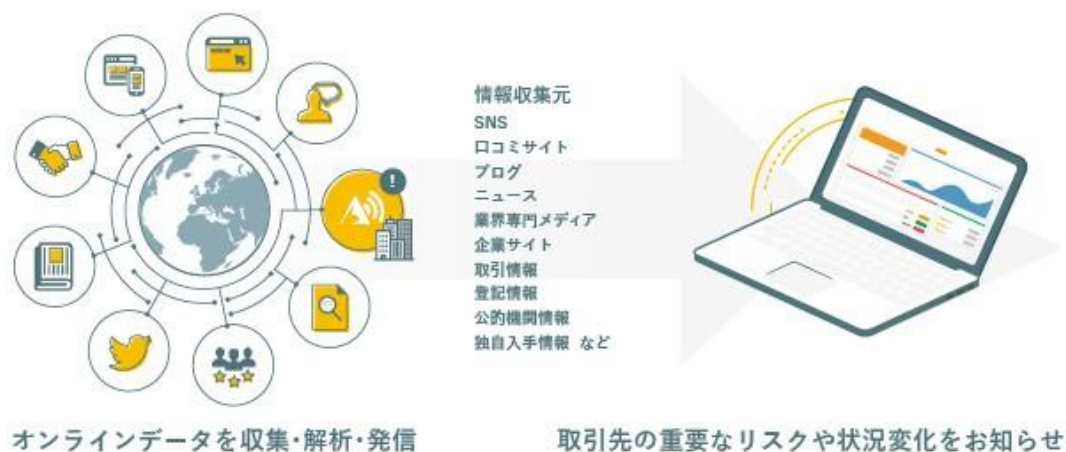 情報収集元
SNS
口コミサイト
ブログ
ニュース
業界専門メディア
企業サイト
取引情報
登記情報
公的機関情報
独自入手情報 など
オンラインデータを収集・解析・発信
取引先の重要なリスクや状況変化をお知らせ